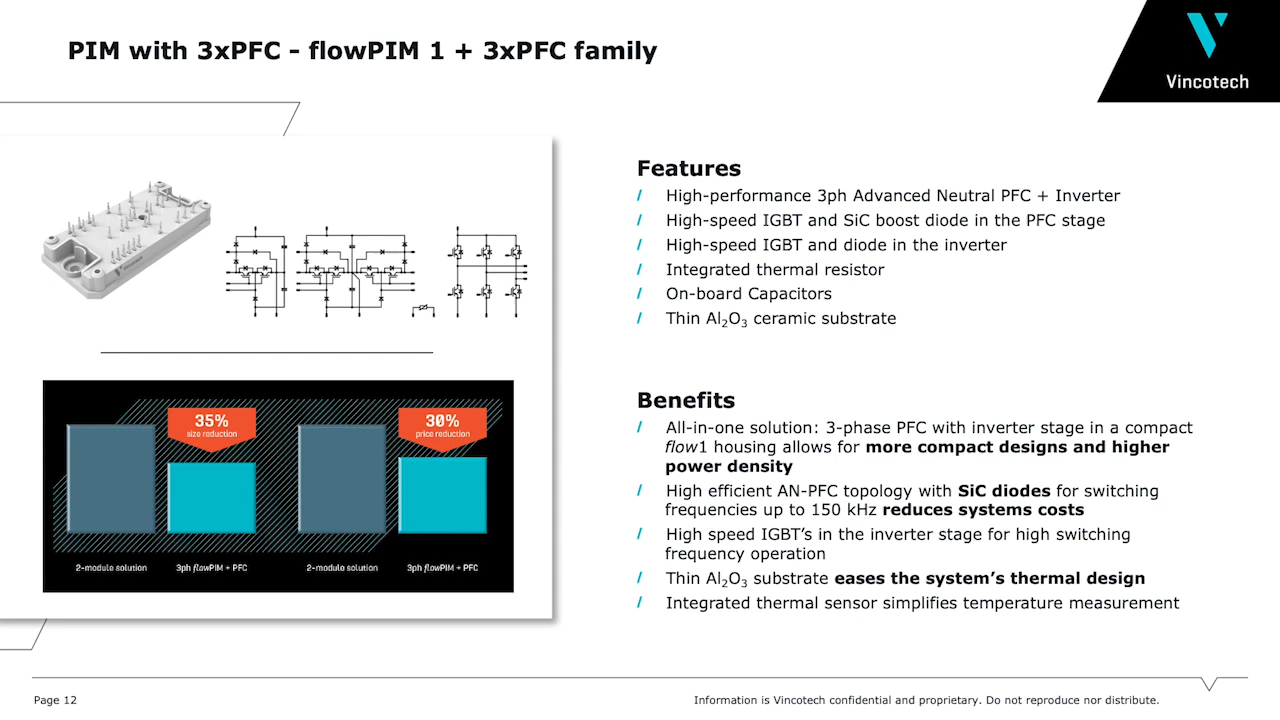 PIM with 3xPFC - flowPIM 1 + 3xPFC family
Vincotech
Features
/ High-performance 3ph Advanced Neutral PFC + Inverter
/ High-speed IGBT and SiC boost diode in the PFC stage
/ High-speed IGBT and diode in the inverter
/ Integrated thermal resistor
/ On-board Capacitors
/ Thin Al₂O₃ ceramic substrate
35%
size reduction
30%
price reduction
2-modulo solution
3ph flowPIM + PFC
2-modulo solution
3ph flowPIM + PFC
Benefits
/ All-in-one solution: 3-phase PFC with inverter stage in a compact
flow1 housing allows for more compact designs and higher
power density
/ High efficient AN-PFC topology with SiC diodes for switching
frequencies up to 150 kHz reduces systems costs
/ High speed IGBT’s in the inverter stage for high switching
frequency operation
/ Thin Al₂O₃ substrate eases the system’s thermal design
/ Integrated thermal sensor simplifies temperature measurement
Page 12
Information is Vincotech confidential and proprietary. Do not reproduce nor distribute.